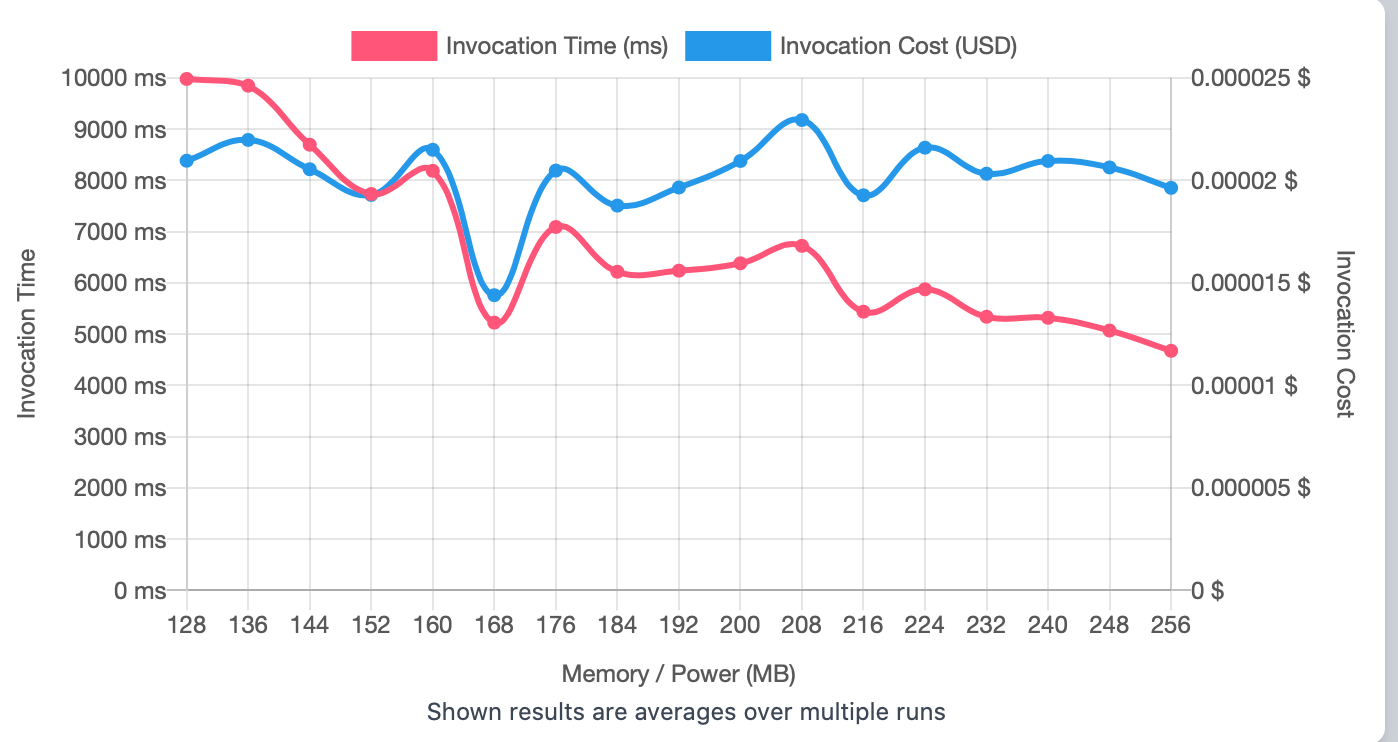 Invocation Time (ms) Invocation Cost (USD)
10000 ms 0.000025 $
9000 ms
8000 ms 0.00002 $
7000 ms
6000 ms 0.000015 $
5000 ms
4000 ms 0.00001 $
3000 ms
2000 ms 0.000005 $
1000 ms
0 ms 0 $
Invocation Time
Invocation Cost
128 136 144 152 160 168 176 184 192 200 208 216 224 232 240 248 256
Memory / Power (MB)
Shown results are averages over multiple runs